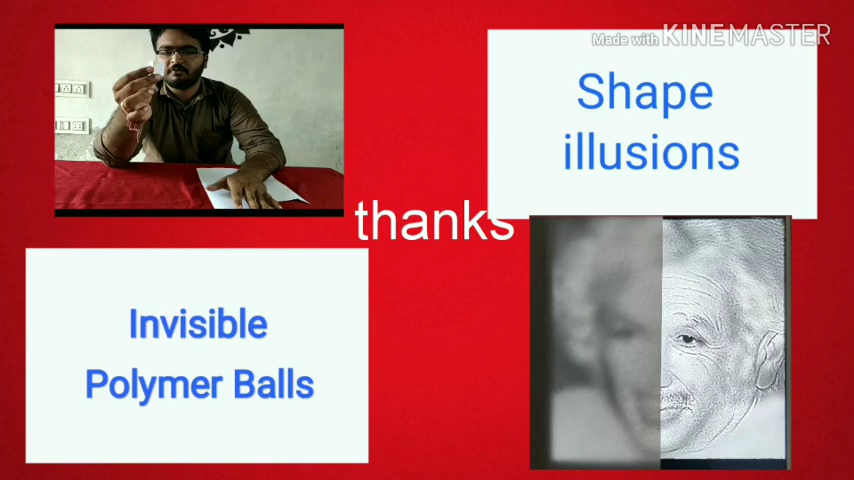 Made with KINEMASTER
Shape
illusions
thanks
Invisible
Polymer Balls